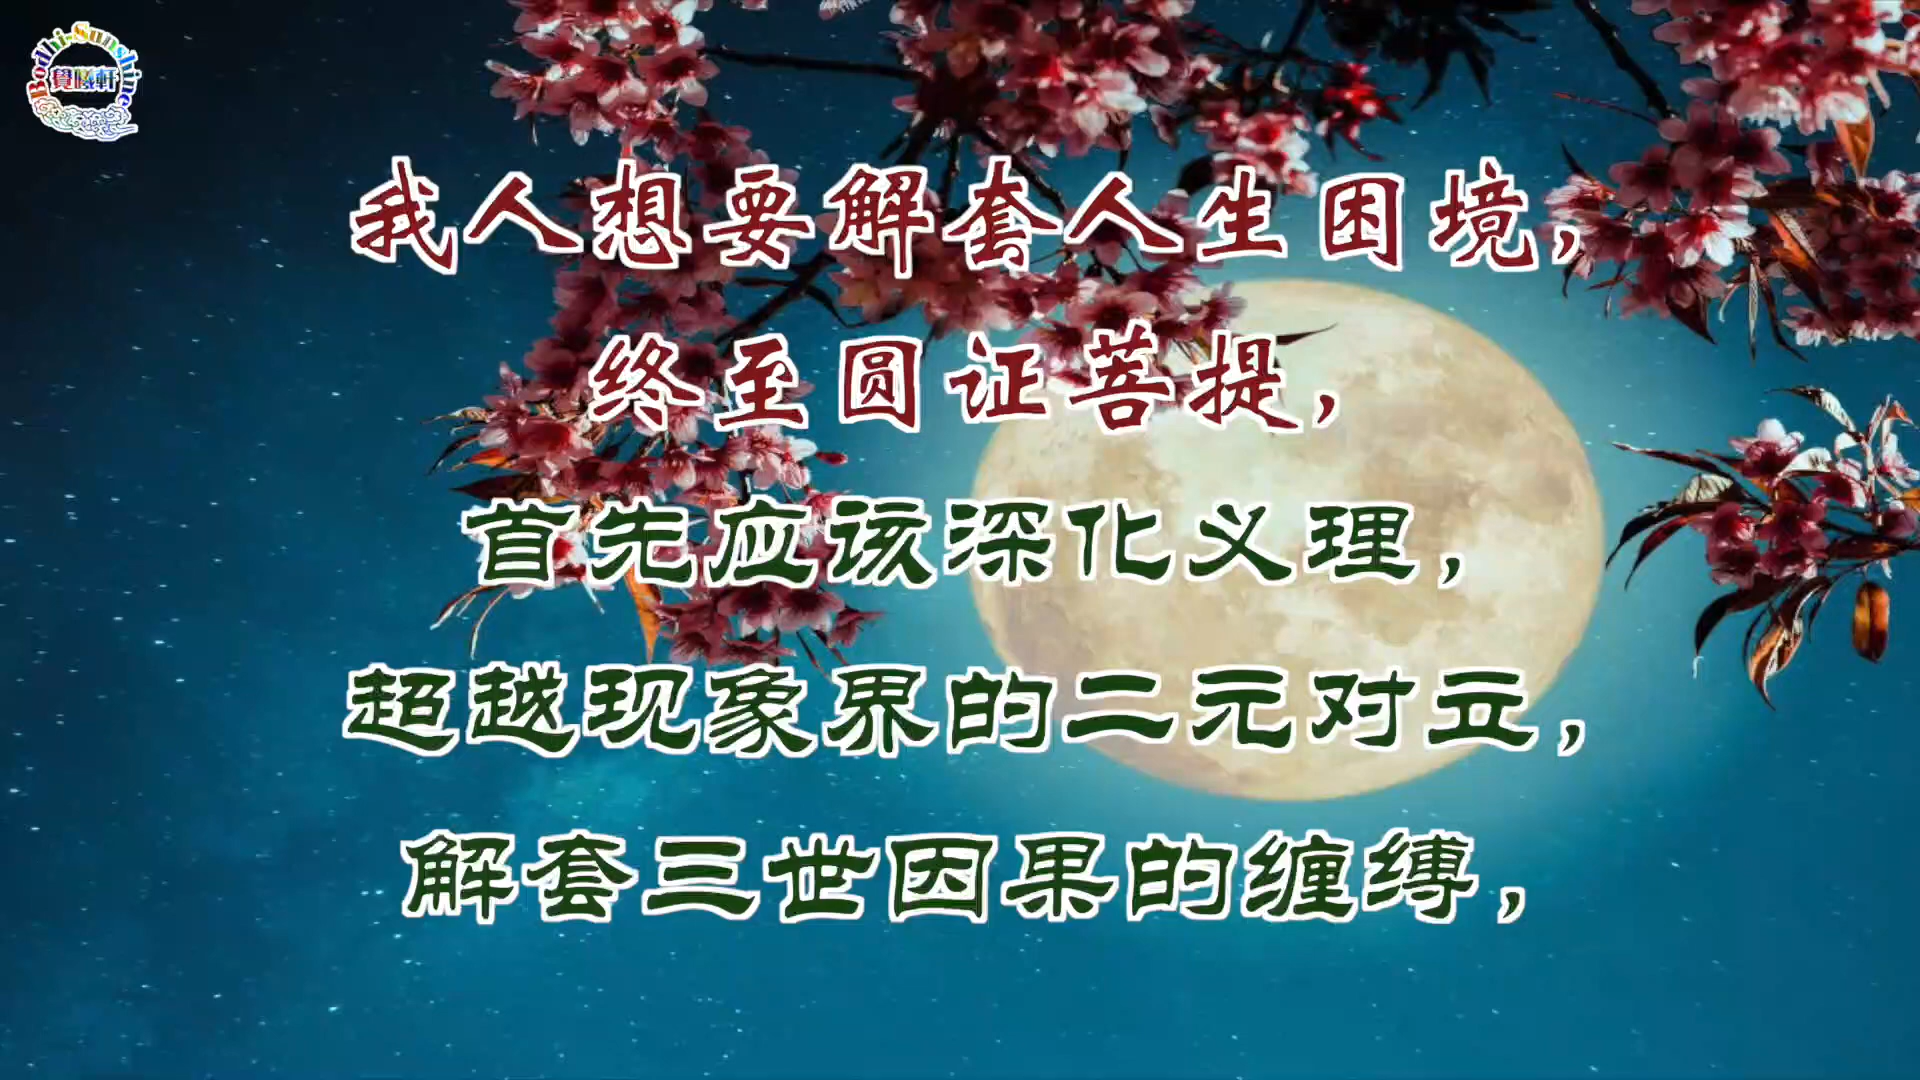 Bodhi-Sunshine
我人想要解套人生困境，
终至圆证菩提，
首先应该深化义理，
超越现象界的二元对立，
解套三世因果的缠缚，